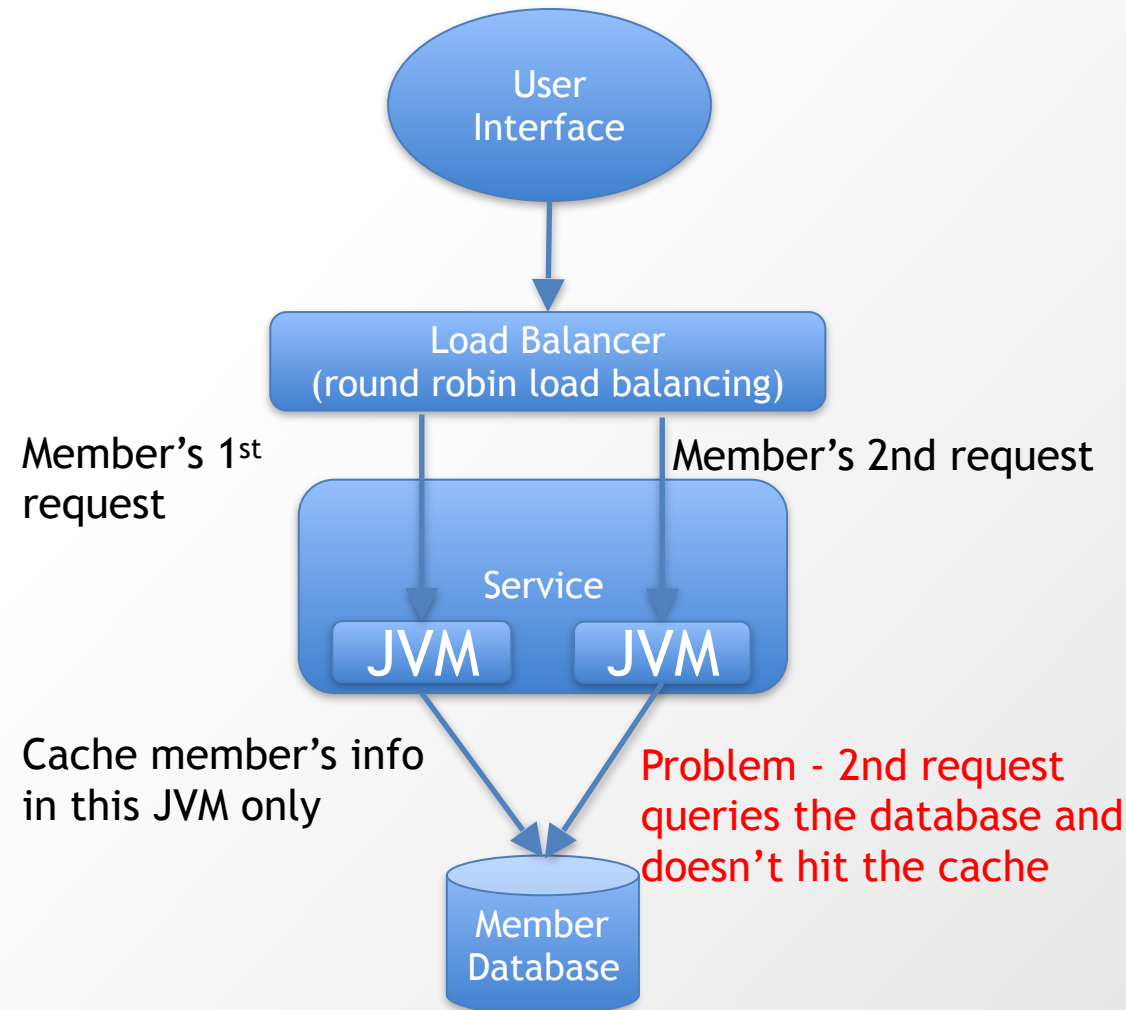 User
Interface
Load Balancer
(round robin load balancing)
Member’s 1st
request
Member’s 2nd request
Service
JVM
JVM
Cache member’s info
in this JVM only
Problem - 2nd request
queries the database and
doesn’t hit the cache
Member
Database